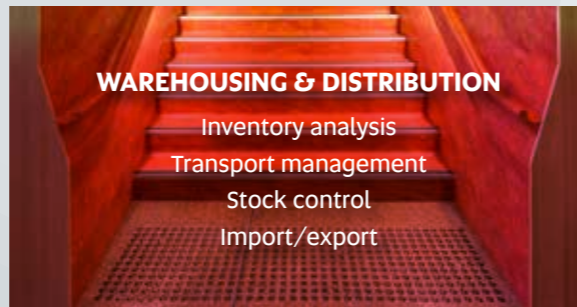 WAREHOUSING & DISTRIBUTION
Inventory analysis
Transport management
Stock control
Import/export